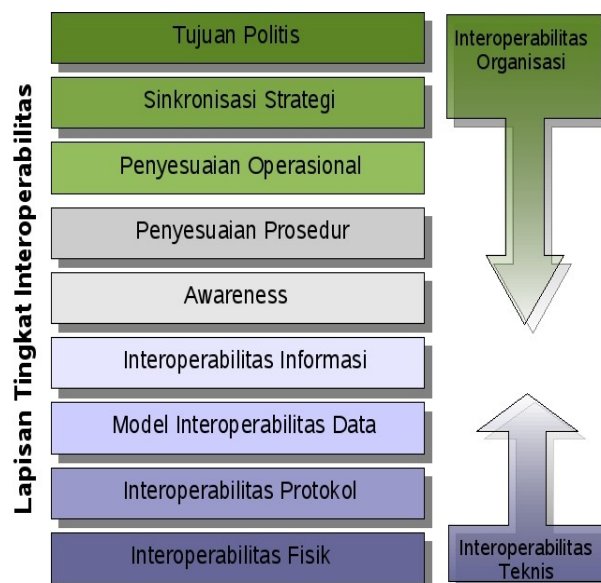 Lapisan Tingkat Interoperabilitas
Tujuan Politis
Sinkronisasi Strategi
Penyesuaian Operasional
Penyesuaian Prosedur
Awareness
Interoperabilitas Informasi
Model Interoperabilitas Data
Interoperabilitas Protokol
Interoperabilitas Fisik
Interoperabilitas
Organisasi
Interoperabilitas
Teknis